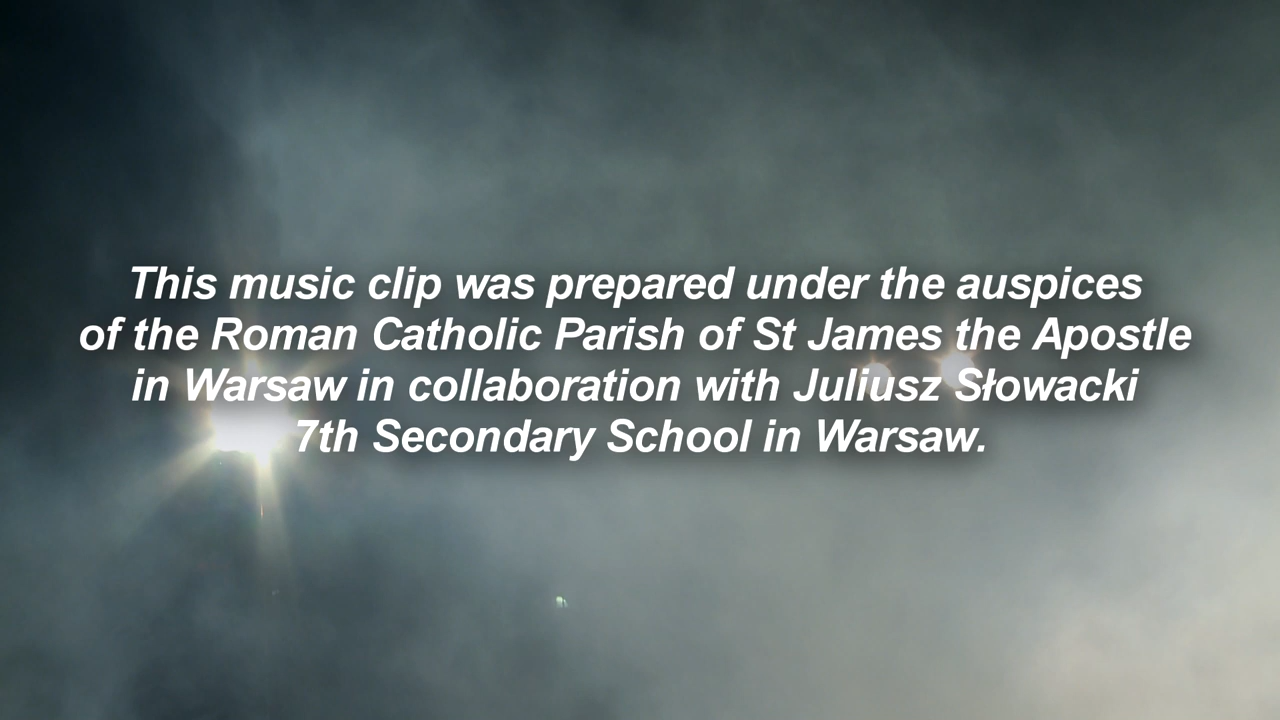 This music clip was prepared under the auspices
of the Roman Catholic Parish of St James the Apostle
in Warsaw in collaboration with Juliusz Słowacki
7th Secondary School in Warsaw.